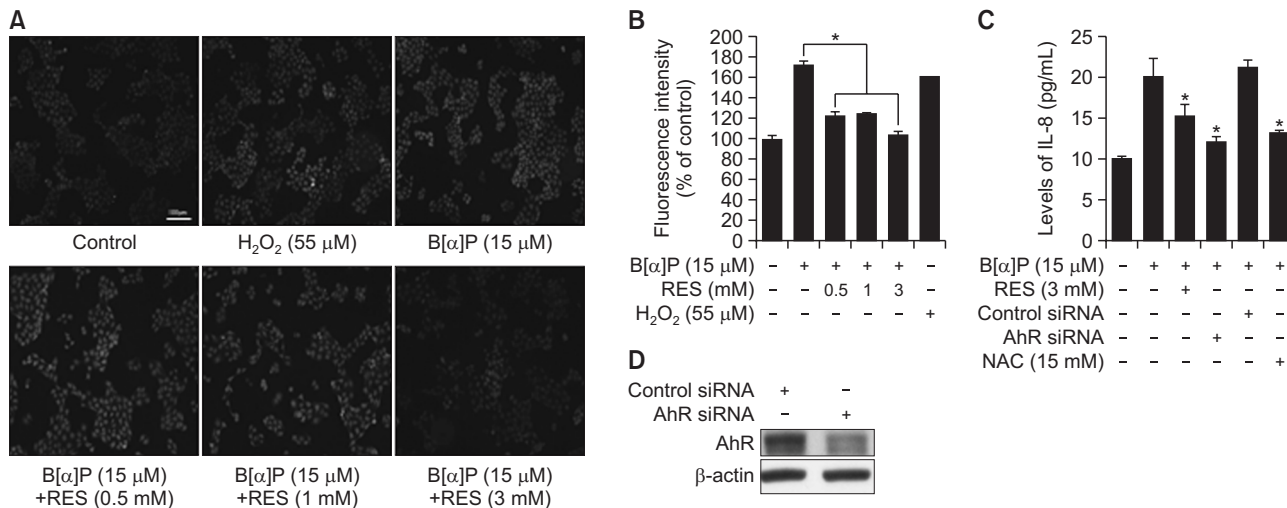 A
Control
H₂O₂ (55 μM)
B[α]P (15 μM)
B[α]P (15 μM)
+RES (0.5 mM)
B[α]P (15 μM)
+RES (1 mM)
B[α]P (15 μM)
+RES (3 mM)
B
Fluorescence intensity
(% of control)
200
180
160
140
120
100
80
60
40
20
0
*
B[α]P (15 μM) – + + + + –
RES (mM) – – 0.5 1 3 –
H₂O₂ (55 μM) – – – – – +
C
Levels of IL-8 (pg/mL)
25
20
15
10
5
0
*
*
*
B[α]P (15 μM) – + + + + +
RES (3 mM) – – + – – –
Control siRNA – – – – + –
AhR siRNA – – – + – –
NAC (15 mM) – – – – – +
D
Control siRNA + –
AhR siRNA – +
AhR
β-actin